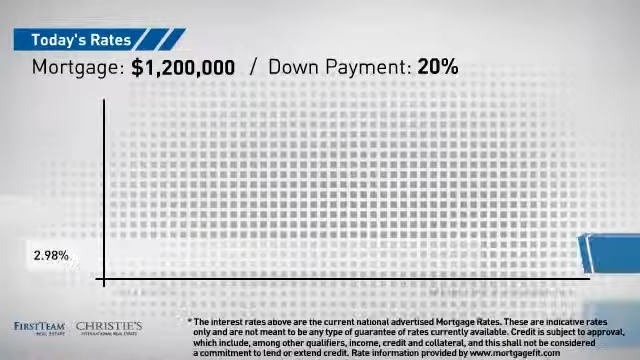 Today's Rates
Mortgage: $1,200,000 / Down Payment: 20%
2.98%
FIRSTTEAM
REAL ESTATE
CHRISTIE'S
INTERNATIONAL REAL ESTATE
* The interest rates above are the current national advertised Mortgage Rates. These are indicative rates
only and are not meant to be any type of guarantee of rates currently available. Credit is subject to approval,
which include, among other qualifiers, income, credit and collateral, and this shall not be considered
a commitment to lend or extend credit. Rate information provided by www.mortgagefit.com